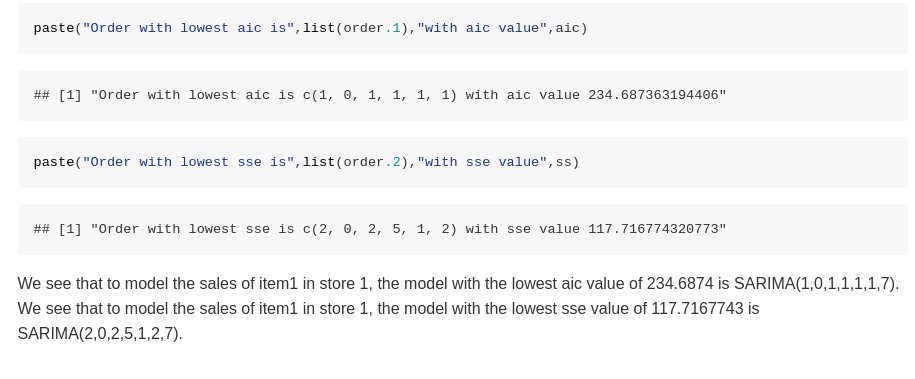 paste("Order with lowest aic is",list(order.1),"with aic value",aic)
## [1] "Order with lowest aic is c(1, 0, 1, 1, 1, 1) with aic value 234.687363194406"
paste("Order with lowest sse is",list(order.2),"with sse value",ss)
## [1] "Order with lowest sse is c(2, 0, 2, 5, 1, 2) with sse value 117.716774320773"
We see that to model the sales of item1 in store 1, the model with the lowest aic value of 234.6874 is SARIMA(1,0,1,1,1,1,7).
We see that to model the sales of item1 in store 1, the model with the lowest sse value of 117.7167743 is
SARIMA(2,0,2,5,1,2,7).